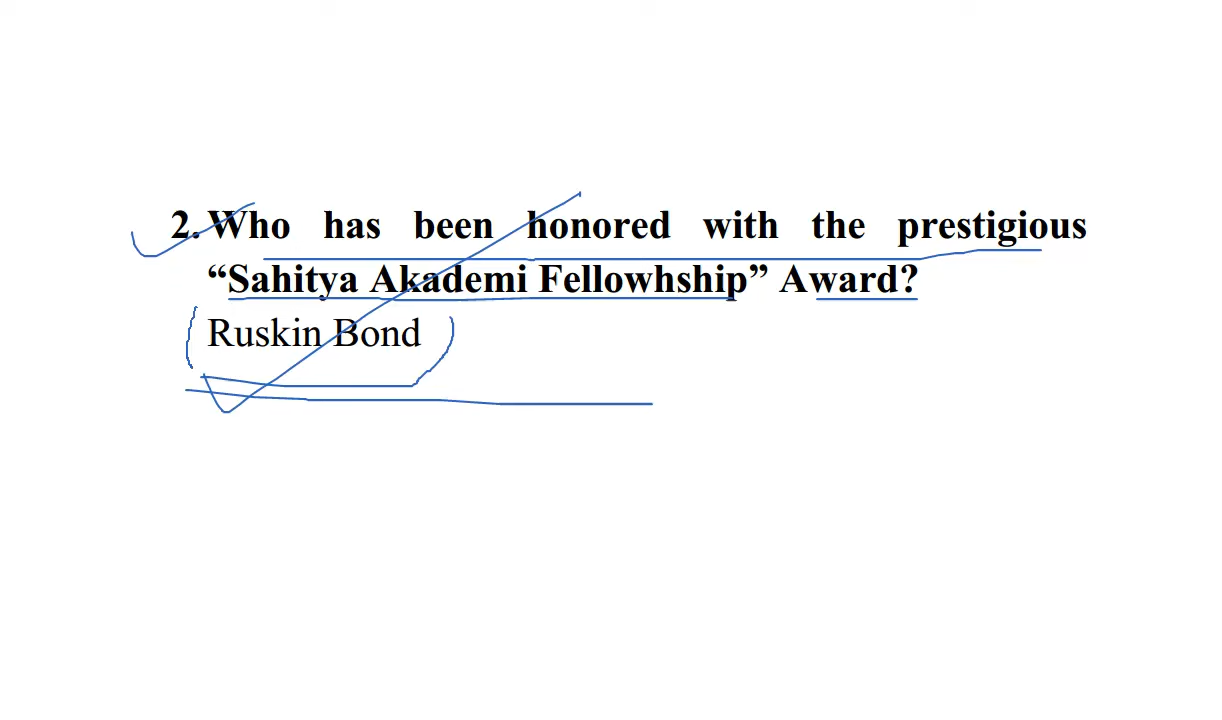 2. Who has been honored with the prestigious
“Sahitya Akademi Fellowhship” Award?
Ruskin Bond